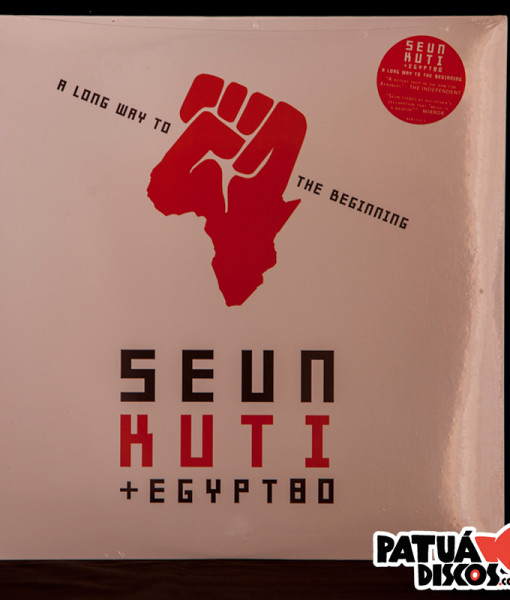 SEUN
KUTI
+EGYPT80
A LONG WAY TO THE BEGINNING
THE INDEPENDENT
MIRROR
A LONG WAY TO
THE BEGINNING
SEUN
KUTI
+EGYPT80
PATUÁ
DISCOS.co